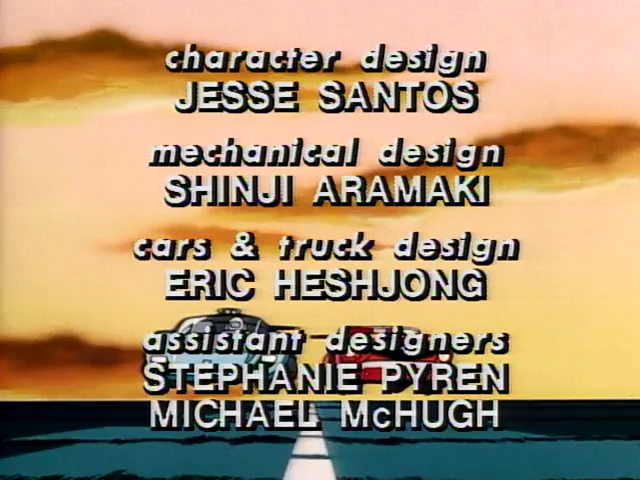 character design
JESSE SANTOS
mechanical design
SHINJI ARAMAKI
cars & truck design
ERIC HESHJONG
assistant designers
STEPHANIE PYREN
MICHAEL McHUGH